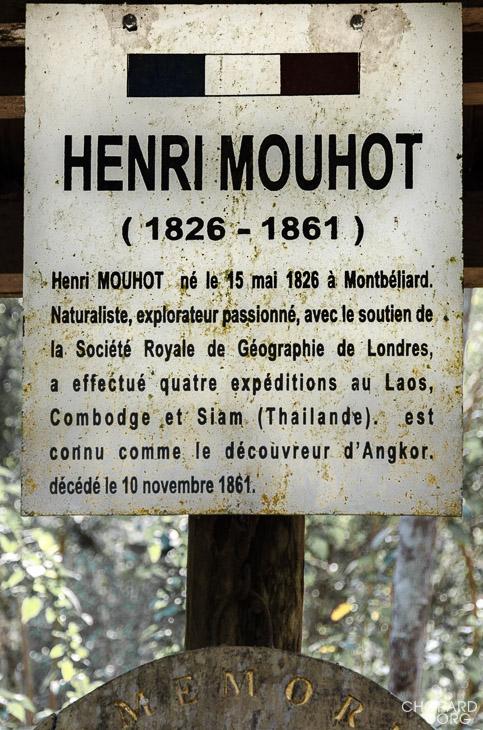 HENRI MOUHOT
( 1826 - 1861 )
Henri MOUHOT né le 15 mai 1826 à Montbéliard.
Naturaliste, explorateur passionné, avec le soutien de
la Société Royale de Géographie de Londres,
a effectué quatre expéditions au Laos,
Combodge et Siam (Thailande). est
connu comme le découvreur d'Angkor.
décédé le 10 novembre 1861.
MEMOR